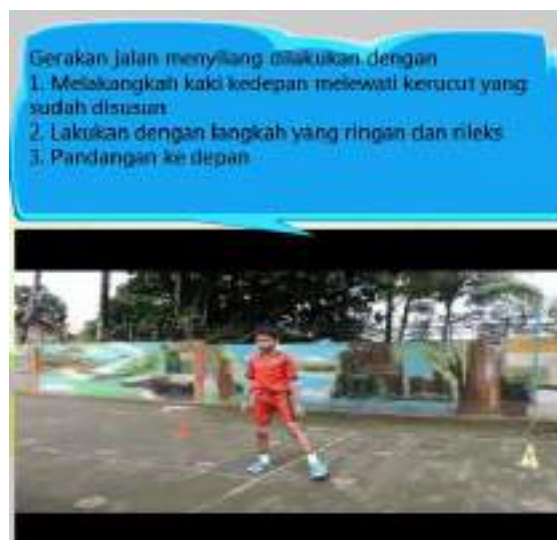 Gerakan jalan menyilang dilakukan dengan
1. Melakangkah kaki kedepan melewati kerucut yang
sudah disusun
2. Lakukan dengan langkah yang ringan dan rileks
3. Pandangan ke depan